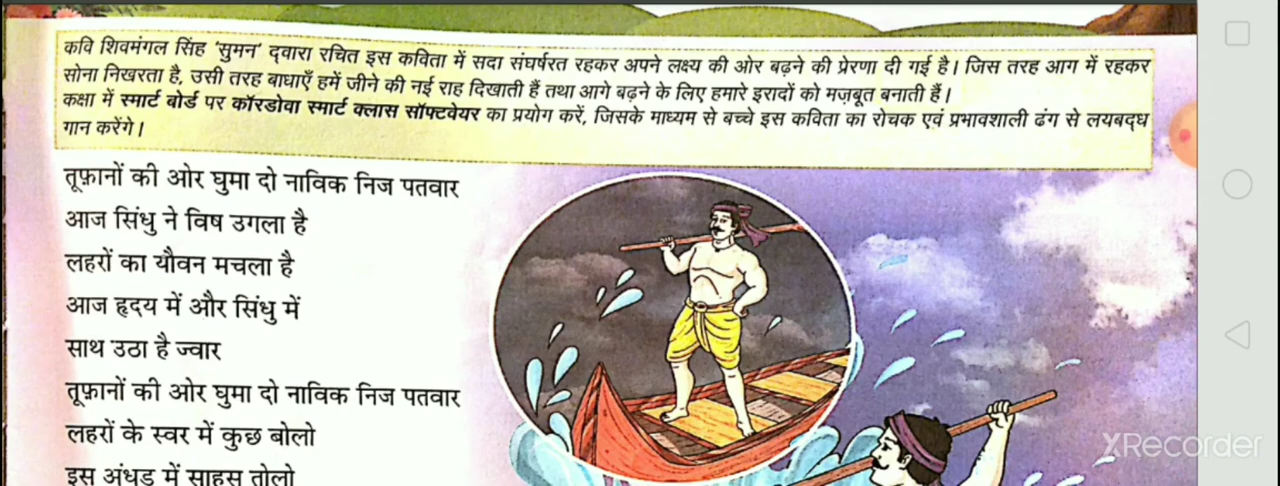 कवि शिवमंगल सिंह 'सुमन' द्वारा रचित इस कविता में सदा संघर्षरत रहकर अपने लक्ष्य की ओर बढ़ने की प्रेरणा दी गई है। जिस तरह आग में रहकर
सोना निखरता है, उसी तरह बाधाएँ हमें जीने की नई राह दिखाती हैं तथा आगे बढ़ने के लिए हमारे इरादों को मज़बूत बनाती हैं।
कक्षा में स्मार्ट बोर्ड पर कॉरडोवा स्मार्ट क्लास सॉफ्टवेयर का प्रयोग करें, जिसके माध्यम से बच्चे इस कविता का रोचक एवं प्रभावशाली ढंग से लयबद्ध
गान करेंगे।
तूफ़ानों की ओर घुमा दो नाविक निज पतवार
आज सिंधु ने विष उगला है
लहरों का यौवन मचला है
आज हृदय में और सिंधु में
साथ उठा है ज्वार
तूफ़ानों की ओर घुमा दो नाविक निज पतवार
लहरों के स्वर में कुछ बोलो
इस अंधड़ में साहस तोलो
XRecorder